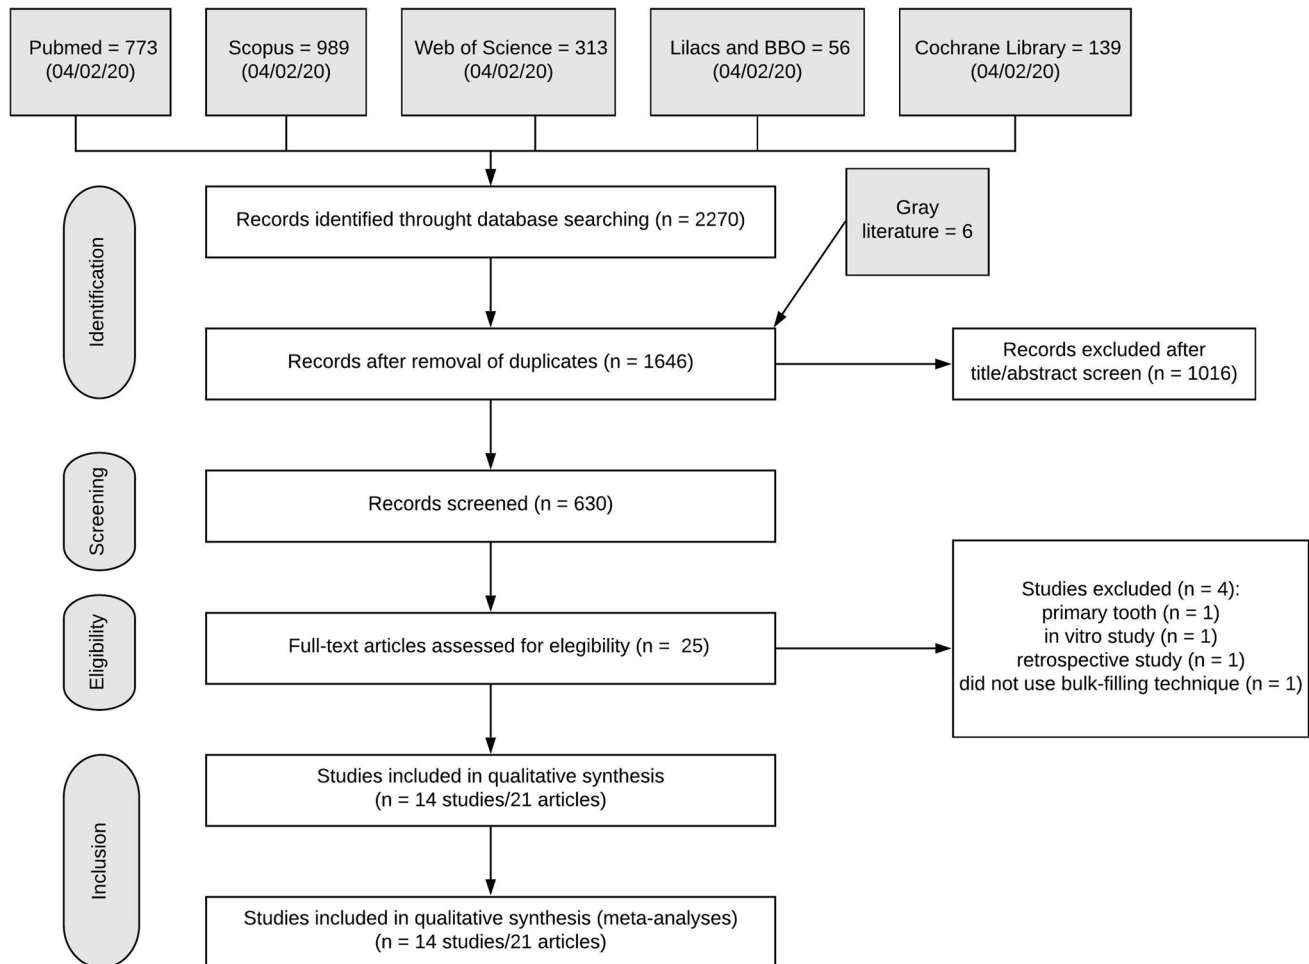 Pubmed = 773
(04/02/20)
Scopus = 989
(04/02/20)
Web of Science = 313
(04/02/20)
Lilacs and BBO = 56
(04/02/20)
Cochrane Library = 139
(04/02/20)
Identification
Records identified throught database searching (n = 2270)
Gray
literature = 6
Records after removal of duplicates (n = 1646)
Records excluded after
title/abstract screen (n = 1016)
Screening
Records screened (n = 630)
Eligibility
Full-text articles assessed for elegibility (n =  25)
Studies excluded (n = 4):
primary tooth (n = 1)
in vitro study (n = 1)
retrospective study (n = 1)
did not use bulk-filling technique (n = 1)
Inclusion
Studies included in qualitative synthesis
(n = 14 studies/21 articles)
Studies included in qualitative synthesis (meta-analyses)
(n = 14 studies/21 articles)